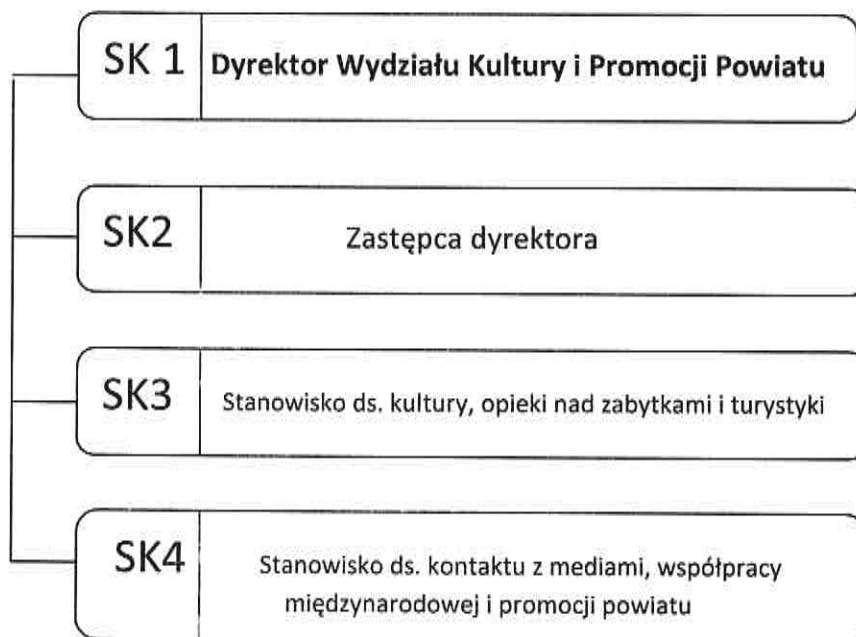 SK 1 Dyrektor Wydziału Kultury i Promocji Powiatu
SK2 Zastępca dyrektora
SK3 Stanowisko ds. kultury, opieki nad zabytkami i turystyki
SK4 Stanowisko ds. kontaktu z mediami, współpracy
międzynarodowej i promocji powiatu